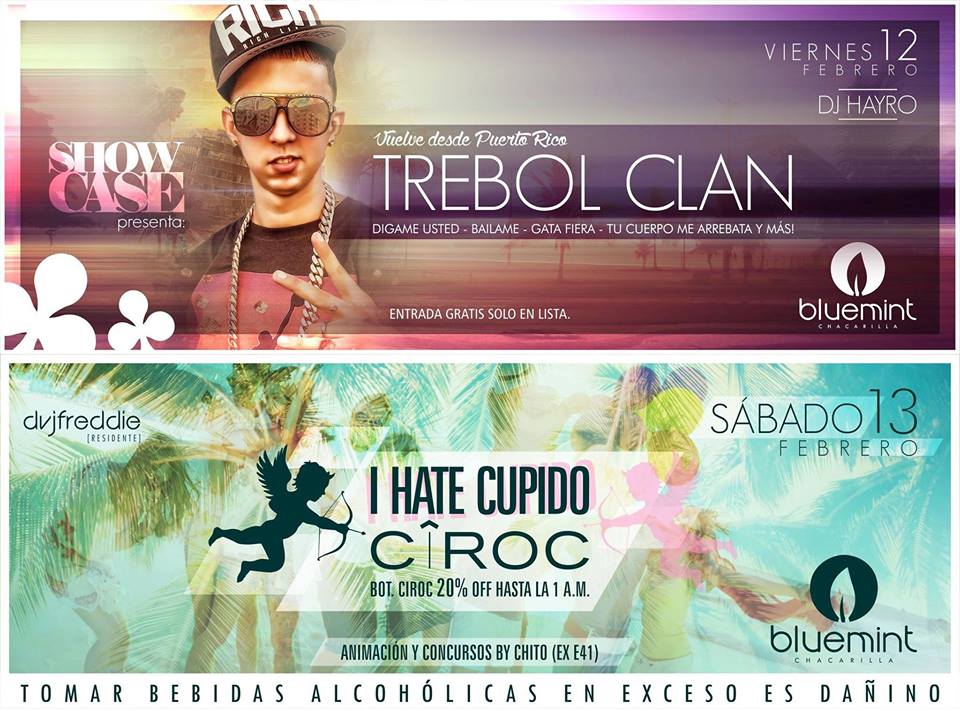 RICH
RICH LI
VIERNES 12
FEBRERO
DJ HAYRO
SHOW
CASE
presenta:
Vuelve desde Puerto Rico
TREBOL CLAN
DIGAME USTED - BAILAME - GATA FIERA - TU CUERPO ME ARREBATA Y MÁS!
ENTRADA GRATIS SOLO EN LISTA.
bluemint
CHACARILLA
dvjfreddie
[RESIDENTE]
SÁBADO 13
FEBRERO
I HATE CUPIDO
CÎROC
BOT. CIROC 20% OFF HASTA LA 1 A.M.
ANIMACIÓN Y CONCURSOS BY CHITO (EX E41)
bluemint
CHACARILLA
TOMAR BEBIDAS ALCOHÓLICAS EN EXCESO ES DAÑINO